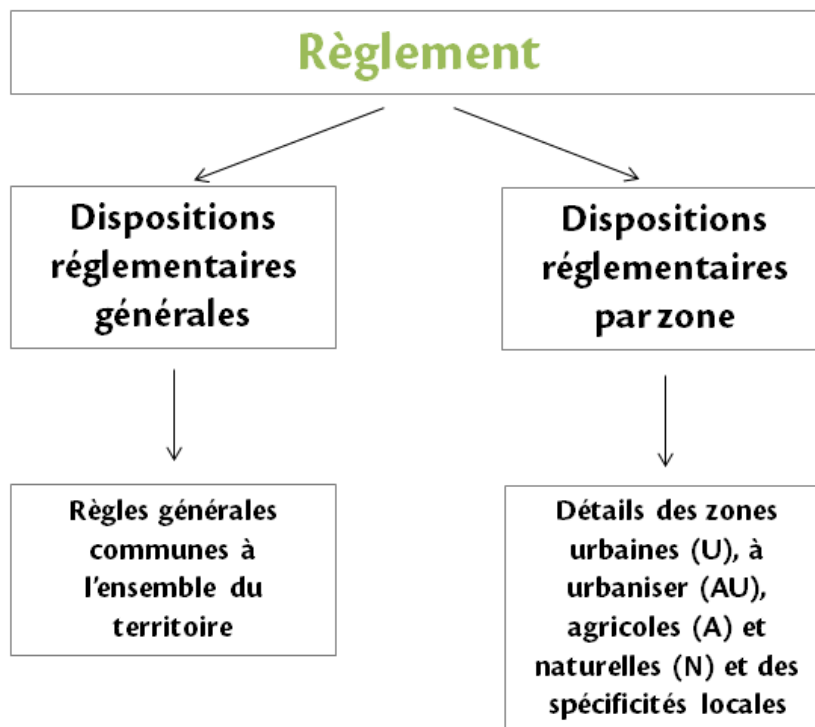 Règlement
Dispositions
réglementaires
générales
Dispositions
réglementaires
par zone
Règles générales
communes à
l'ensemble du
territoire
Détails des zones
urbaines (U), à
urbaniser (AU),
agricoles (A) et
naturelles (N) et des
spécificités locales